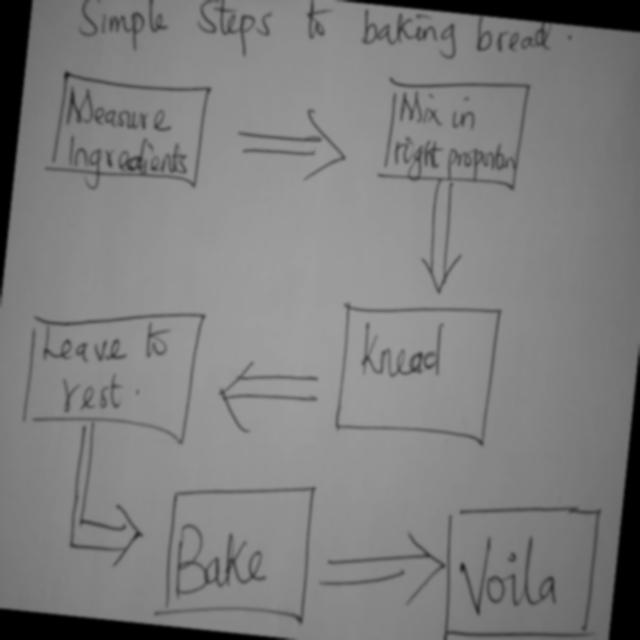 Simple Steps to baking bread.
Measure
Ingredients
Mix in
right proportion
Knead
Leave to
rest.
Bake
Voila